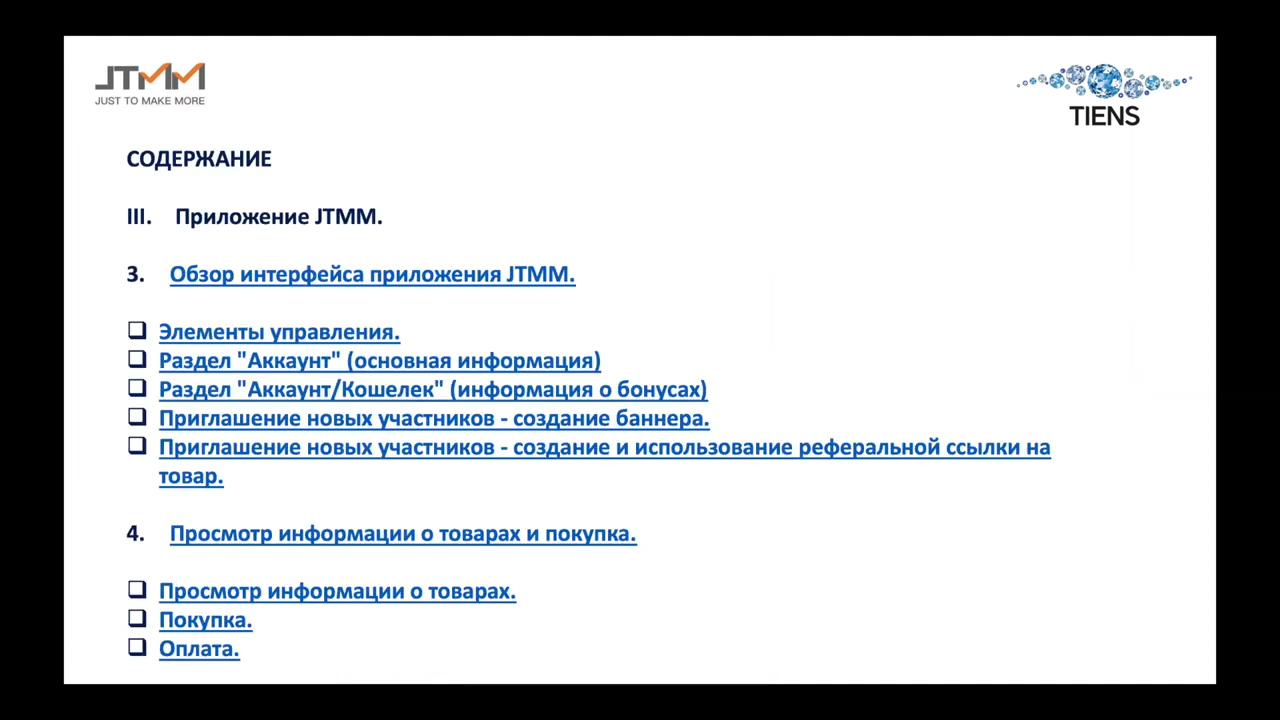 JTMM
JUST TO MAKE MORE
TIENS
СОДЕРЖАНИЕ
III. Приложение JTMM.
3. Обзор интерфейса приложения JTMM.
Элементы управления.
Раздел "Аккаунт" (основная информация)
Раздел "Аккаунт/Кошелек" (информация о бонусах)
Приглашение новых участников - создание баннера.
Приглашение новых участников - создание и использование реферальной ссылки на
товар.
4. Просмотр информации о товарах и покупка.
Просмотр информации о товарах.
Покупка.
Оплата.